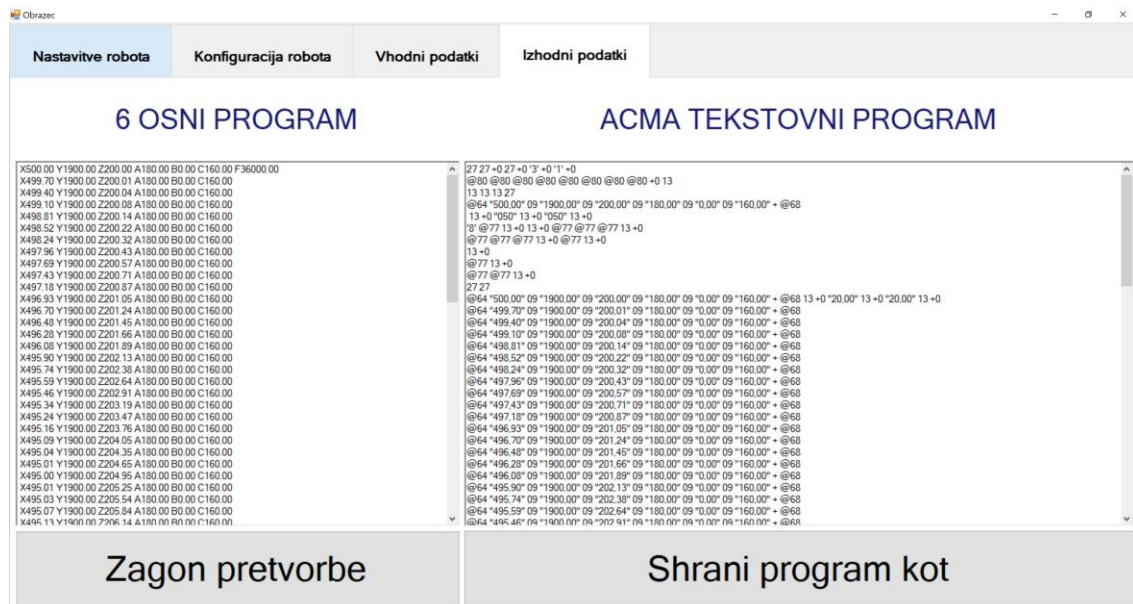 Obrazec
Nastavitve robota
Konfiguracija robota
Vhodni podatki
Izhodni podatki
6 OSNI PROGRAM
X500.00 Y1900.00 Z200.00 A180.00 B0.00 C160.00 F36000.00
X499.70 Y1900.00 Z200.01 A180.00 B0.00 C160.00
X499.40 Y1900.00 Z200.04 A180.00 B0.00 C160.00
X499.10 Y1900.00 Z200.08 A180.00 B0.00 C160.00
X498.81 Y1900.00 Z200.14 A180.00 B0.00 C160.00
X498.52 Y1900.00 Z200.22 A180.00 B0.00 C160.00
X498.24 Y1900.00 Z200.32 A180.00 B0.00 C160.00
X497.96 Y1900.00 Z200.43 A180.00 B0.00 C160.00
X497.69 Y1900.00 Z200.57 A180.00 B0.00 C160.00
X497.43 Y1900.00 Z200.71 A180.00 B0.00 C160.00
X497.18 Y1900.00 Z200.87 A180.00 B0.00 C160.00
X496.93 Y1900.00 Z201.05 A180.00 B0.00 C160.00
X496.70 Y1900.00 Z201.24 A180.00 B0.00 C160.00
X496.48 Y1900.00 Z201.45 A180.00 B0.00 C160.00
X496.28 Y1900.00 Z201.66 A180.00 B0.00 C160.00
X496.08 Y1900.00 Z201.89 A180.00 B0.00 C160.00
X495.90 Y1900.00 Z202.13 A180.00 B0.00 C160.00
X495.74 Y1900.00 Z202.38 A180.00 B0.00 C160.00
X495.59 Y1900.00 Z202.64 A180.00 B0.00 C160.00
X495.46 Y1900.00 Z202.91 A180.00 B0.00 C160.00
X495.34 Y1900.00 Z203.19 A180.00 B0.00 C160.00
X495.24 Y1900.00 Z203.47 A180.00 B0.00 C160.00
X495.16 Y1900.00 Z203.76 A180.00 B0.00 C160.00
X495.09 Y1900.00 Z204.05 A180.00 B0.00 C160.00
X495.04 Y1900.00 Z204.35 A180.00 B0.00 C160.00
X495.01 Y1900.00 Z204.65 A180.00 B0.00 C160.00
X495.00 Y1900.00 Z204.95 A180.00 B0.00 C160.00
X495.01 Y1900.00 Z205.25 A180.00 B0.00 C160.00
X495.03 Y1900.00 Z205.54 A180.00 B0.00 C160.00
X495.07 Y1900.00 Z205.84 A180.00 B0.00 C160.00
X495.13 Y1900.00 Z206.14 A180.00 B0.00 C160.00
ACMA TEKSTOVNI PROGRAM
27 27 +0 27 +0 '3' +0 '1' +0
@80 @80 @80 @80 @80 @80 @80 @80 +0 13
13 13 13 27
@64 "500,00" 09 "1900,00" 09 "200,00" 09 "180,00" 09 "0,00" 09 "160,00" + @68
13 +0 "050" 13 +0 "050" 13 +0
'8' @77 13 +0 13 +0 @77 @77 @77 13 +0
@77 @77 @77 13 +0 @77 13 +0
13 +0
@77 13 +0
@77 @77 13 +0
27 27
@64 "500,00" 09 "1900,00" 09 "200,00" 09 "180,00" 09 "0,00" 09 "160,00" + @68 13 +0 "20,00" 13 +0 "20,00" 13 +0
@64 "499,70" 09 "1900,00" 09 "200,01" 09 "180,00" 09 "0,00" 09 "160,00" + @68
@64 "499,40" 09 "1900,00" 09 "200,04" 09 "180,00" 09 "0,00" 09 "160,00" + @68
@64 "499,10" 09 "1900,00" 09 "200,08" 09 "180,00" 09 "0,00" 09 "160,00" + @68
@64 "498,81" 09 "1900,00" 09 "200,14" 09 "180,00" 09 "0,00" 09 "160,00" + @68
@64 "498,52" 09 "1900,00" 09 "200,22" 09 "180,00" 09 "0,00" 09 "160,00" + @68
@64 "498,24" 09 "1900,00" 09 "200,32" 09 "180,00" 09 "0,00" 09 "160,00" + @68
@64 "497,96" 09 "1900,00" 09 "200,43" 09 "180,00" 09 "0,00" 09 "160,00" + @68
@64 "497,69" 09 "1900,00" 09 "200,57" 09 "180,00" 09 "0,00" 09 "160,00" + @68
@64 "497,43" 09 "1900,00" 09 "200,71" 09 "180,00" 09 "0,00" 09 "160,00" + @68
@64 "497,18" 09 "1900,00" 09 "200,87" 09 "180,00" 09 "0,00" 09 "160,00" + @68
@64 "496,93" 09 "1900,00" 09 "201,05" 09 "180,00" 09 "0,00" 09 "160,00" + @68
@64 "496,70" 09 "1900,00" 09 "201,24" 09 "180,00" 09 "0,00" 09 "160,00" + @68
@64 "496,48" 09 "1900,00" 09 "201,45" 09 "180,00" 09 "0,00" 09 "160,00" + @68
@64 "496,28" 09 "1900,00" 09 "201,66" 09 "180,00" 09 "0,00" 09 "160,00" + @68
@64 "496,08" 09 "1900,00" 09 "201,89" 09 "180,00" 09 "0,00" 09 "160,00" + @68
@64 "495,90" 09 "1900,00" 09 "202,13" 09 "180,00" 09 "0,00" 09 "160,00" + @68
@64 "495,74" 09 "1900,00" 09 "202,38" 09 "180,00" 09 "0,00" 09 "160,00" + @68
@64 "495,59" 09 "1900,00" 09 "202,64" 09 "180,00" 09 "0,00" 09 "160,00" + @68
@64 "495,46" 09 "1900,00" 09 "202,91" 09 "180,00" 09 "0,00" 09 "160,00" + @68
Zagon pretvorbe
Shrani program kot